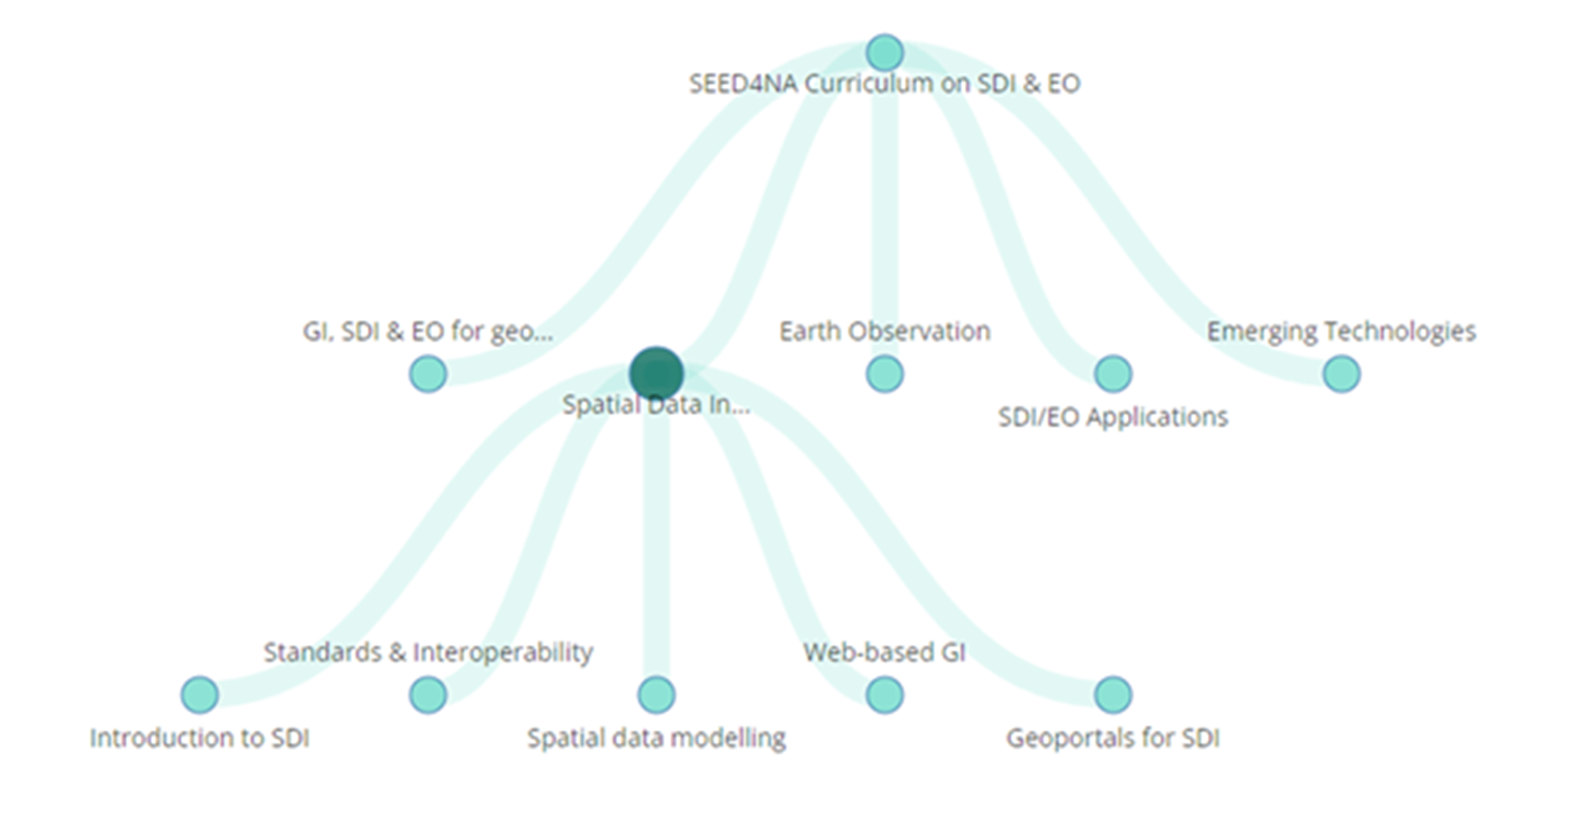 SEED4NA Curriculum on SDI & EO
GI, SDI & EO for geo...
Earth Observation
Emerging Technologies
Spatial Data In...
SDI/EO Applications
Standards & Interoperability
Web-based GI
Introduction to SDI
Spatial data modelling
Geoportals for SDI